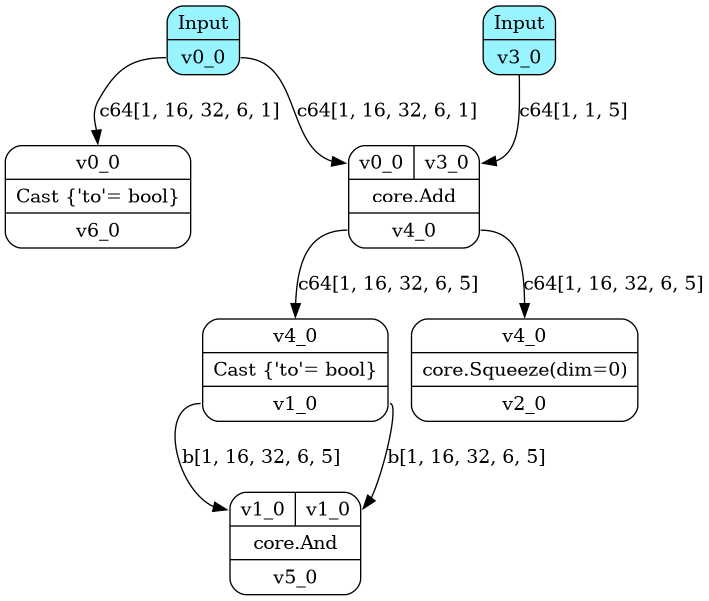 Input
v0_0
Input
v3_0
c64[1, 16, 32, 6, 1]
c64[1, 16, 32, 6, 1]
c64[1, 1, 5]
v0_0
Cast {'to'= bool}
v6_0
v0_0 v3_0
core.Add
v4_0
c64[1, 16, 32, 6, 5]
c64[1, 16, 32, 6, 5]
v4_0
Cast {'to'= bool}
v1_0
v4_0
core.Squeeze(dim=0)
v2_0
b[1, 16, 32, 6, 5]
b[1, 16, 32, 6, 5]
v1_0 v1_0
core.And
v5_0